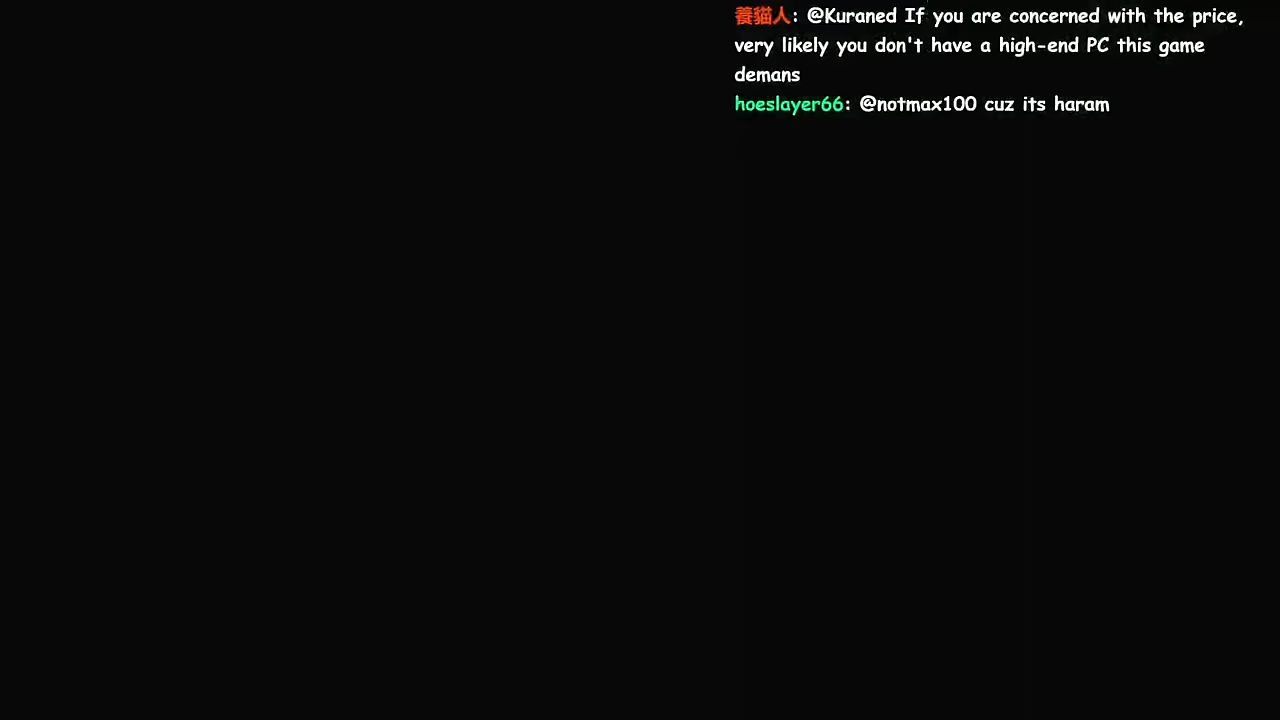 養貓人: @Kuraned If you are concerned with the price,
very likely you don't have a high-end PC this game
demans
hoeslayer66: @notmax100 cuz its haram